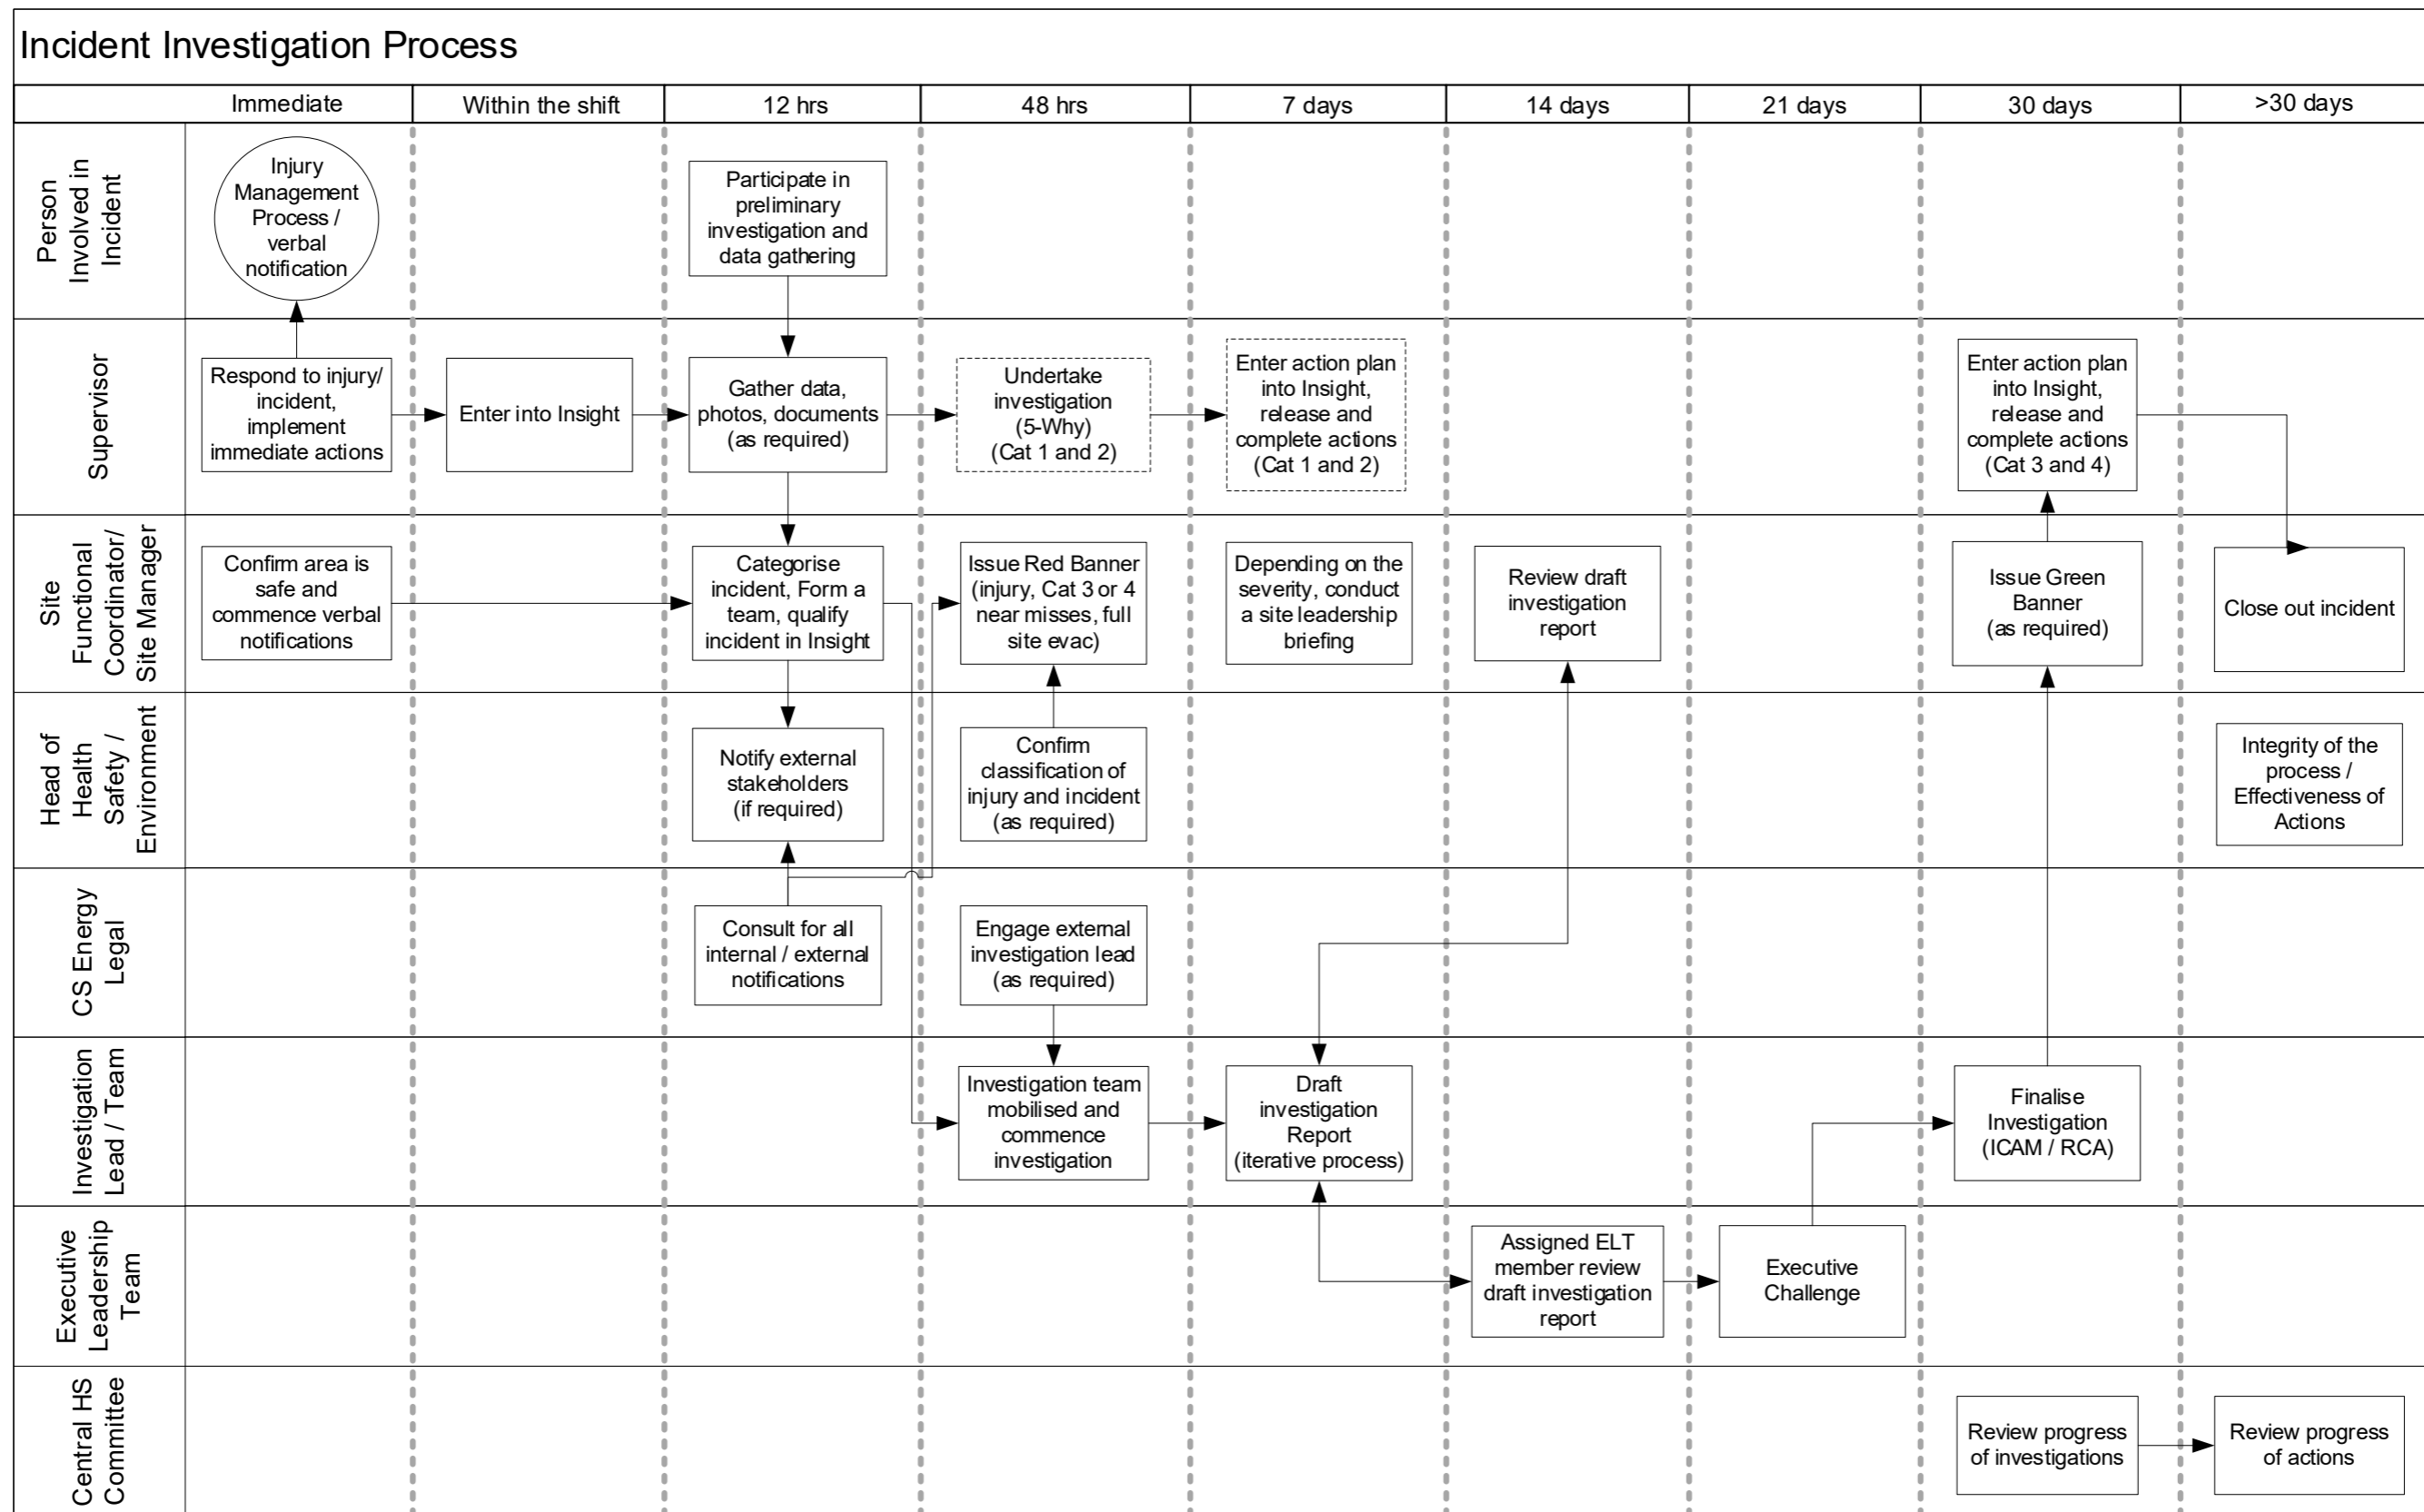 Incident Investigation Process
Immediate
Within the shift
12 hrs
48 hrs
7 days
14 days
21 days
30 days
>30 days
Person
Involved in
Incident
Injury
Management
Process /
verbal
notification
Participate in
preliminary
investigation and
data gathering
Supervisor
Respond to injury/
incident,
implement
immediate actions
Enter into Insight
Gather data,
photos, documents
(as required)
Undertake
investigation
(5-Why)
(Cat 1 and 2)
Enter action plan
into Insight,
release and
complete actions
(Cat 1 and 2)
Enter action plan
into Insight,
release and
complete actions
(Cat 3 and 4)
Site
Functional
Coordinator/
Site Manager
Confirm area is
safe and
commence verbal
notifications
Categorise
incident, Form a
team, qualify
incident in Insight
Issue Red Banner
(injury, Cat 3 or 4
near misses, full
site evac)
Depending on the
severity, conduct
a site leadership
briefing
Review draft
investigation
report
Issue Green
Banner
(as required)
Close out incident
Head of
Health
Safety /
Environment
Notify external
stakeholders
(if required)
Confirm
classification of
injury and incident
(as required)
Integrity of the
process /
Effectiveness of
Actions
CS Energy
Legal
Consult for all
internal / external
notifications
Engage external
investigation lead
(as required)
Investigation
Lead / Team
Investigation team
mobilised and
commence
investigation
Draft
investigation
Report
(iterative process)
Finalise
Investigation
(ICAM / RCA)
Executive
Leadership
Team
Assigned ELT
member review
draft investigation
report
Executive
Challenge
Central HS
Committee
Review progress
of investigations
Review progress
of actions